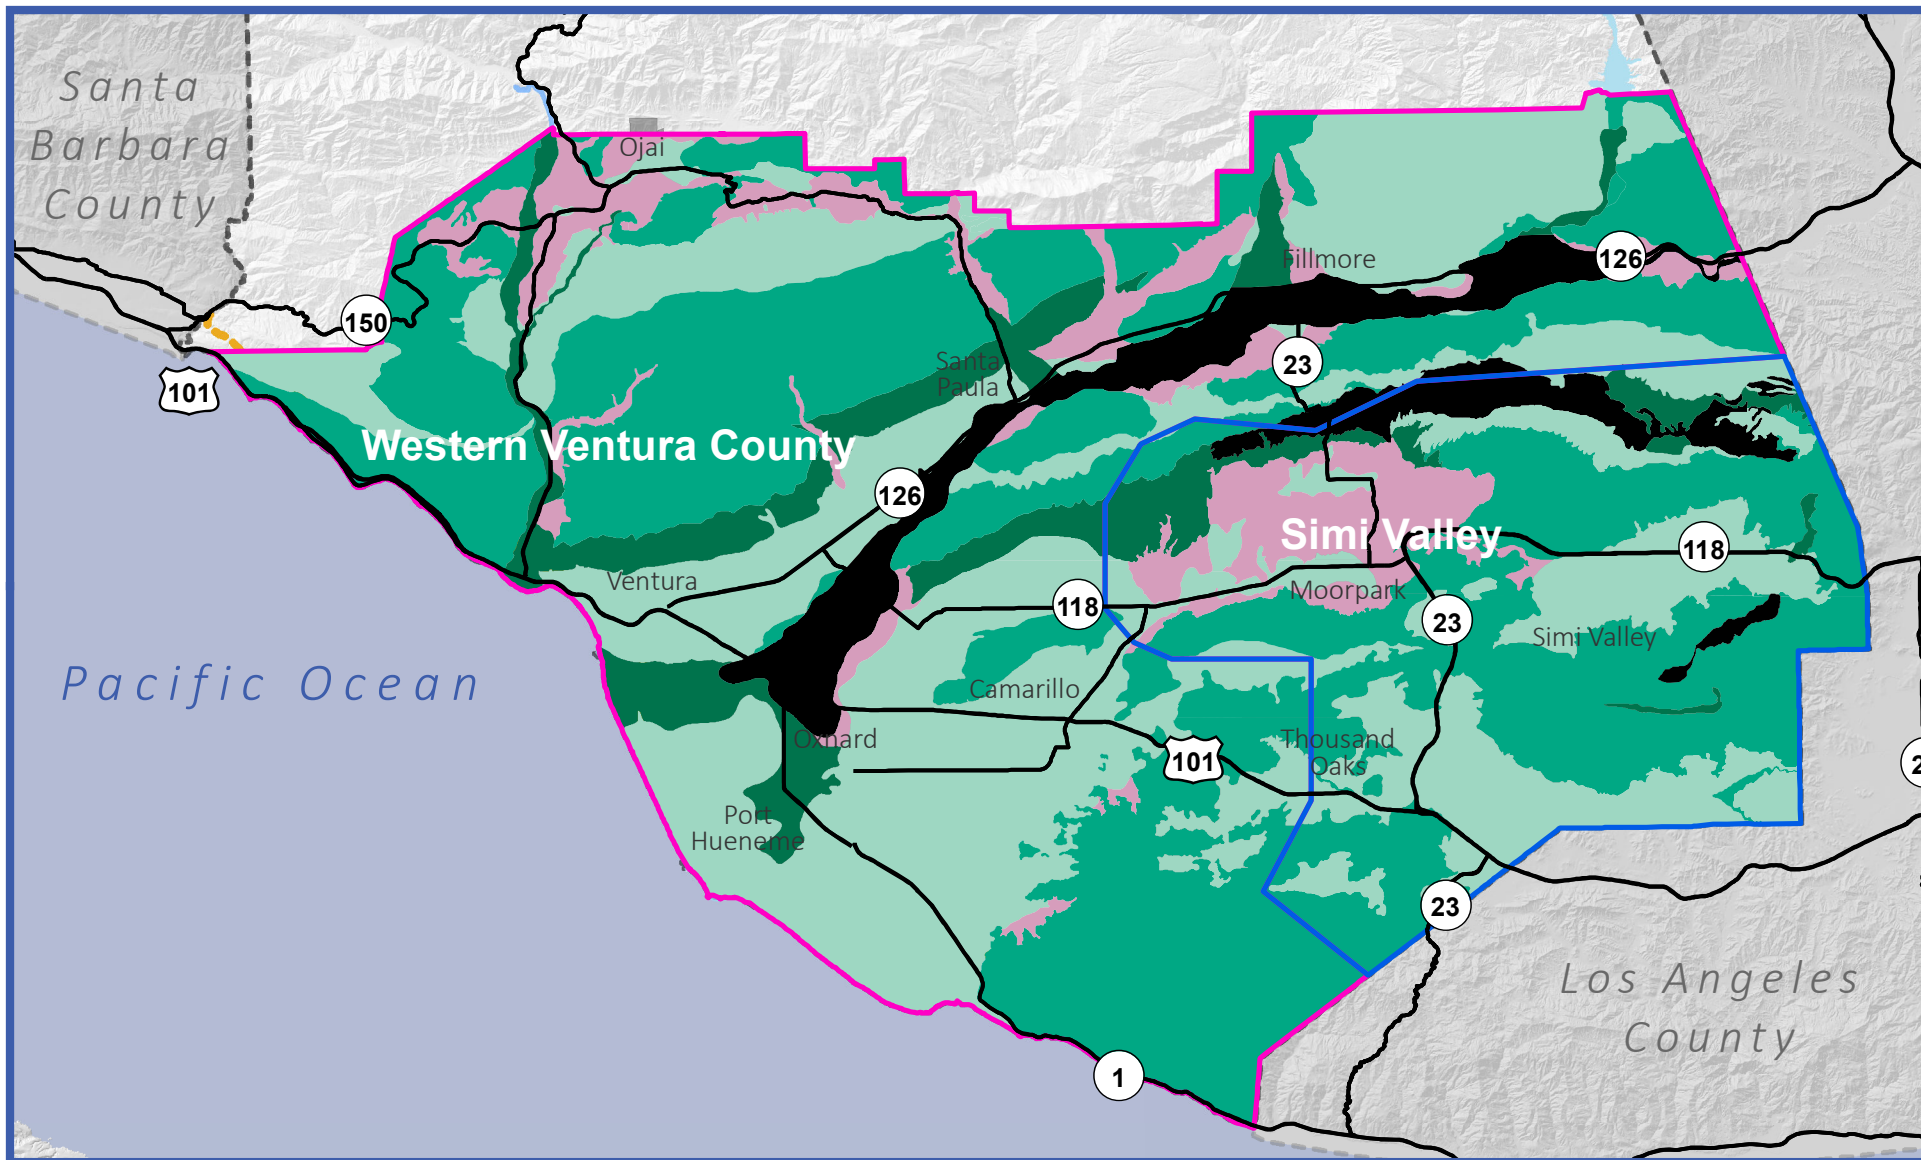 Santa
Barbara
County
Ojai
Fillmore
126
150
101
Santa
Paula
23
Western Ventura County
126
Simi Valley
118
Ventura
118
Moorpark
23
Simi Valley
Pacific Ocean
Camarillo
Oxnard
101
Thousand
Oaks
2
Port
Hueneme
23
Los Angeles
County
1